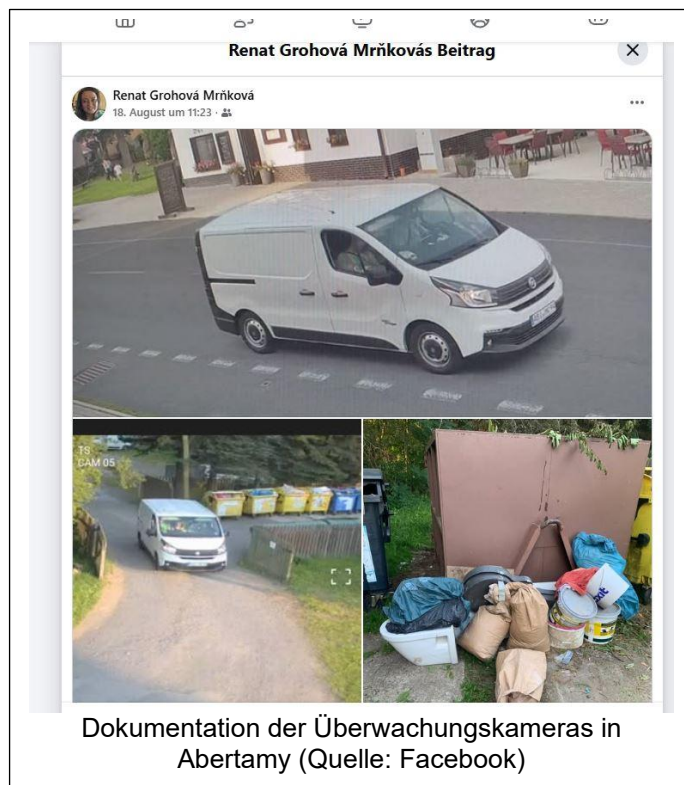 Renat Grohová Mrňkovás Beitrag
Renat Grohová Mrňková
18. August um 11:23 ·
TS
CAM 05
Dokumentation der Überwachungskameras in
Abertamy (Quelle: Facebook)